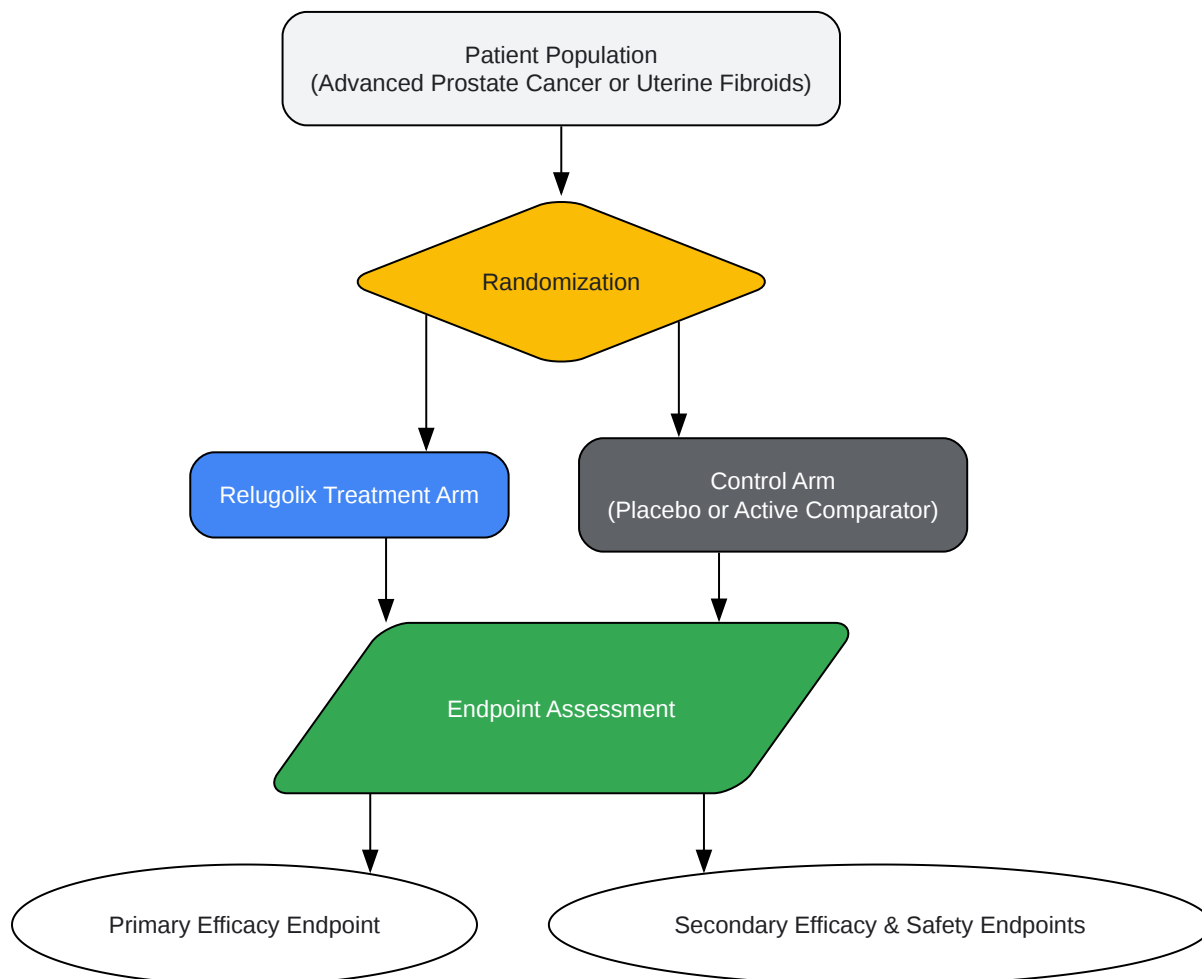 Patient Population
(Advanced Prostate Cancer or Uterine Fibroids)
Randomization
Relugolix Treatment Arm
Control Arm
(Placebo or Active Comparator)
Endpoint Assessment
Primary Efficacy Endpoint
Secondary Efficacy & Safety Endpoints